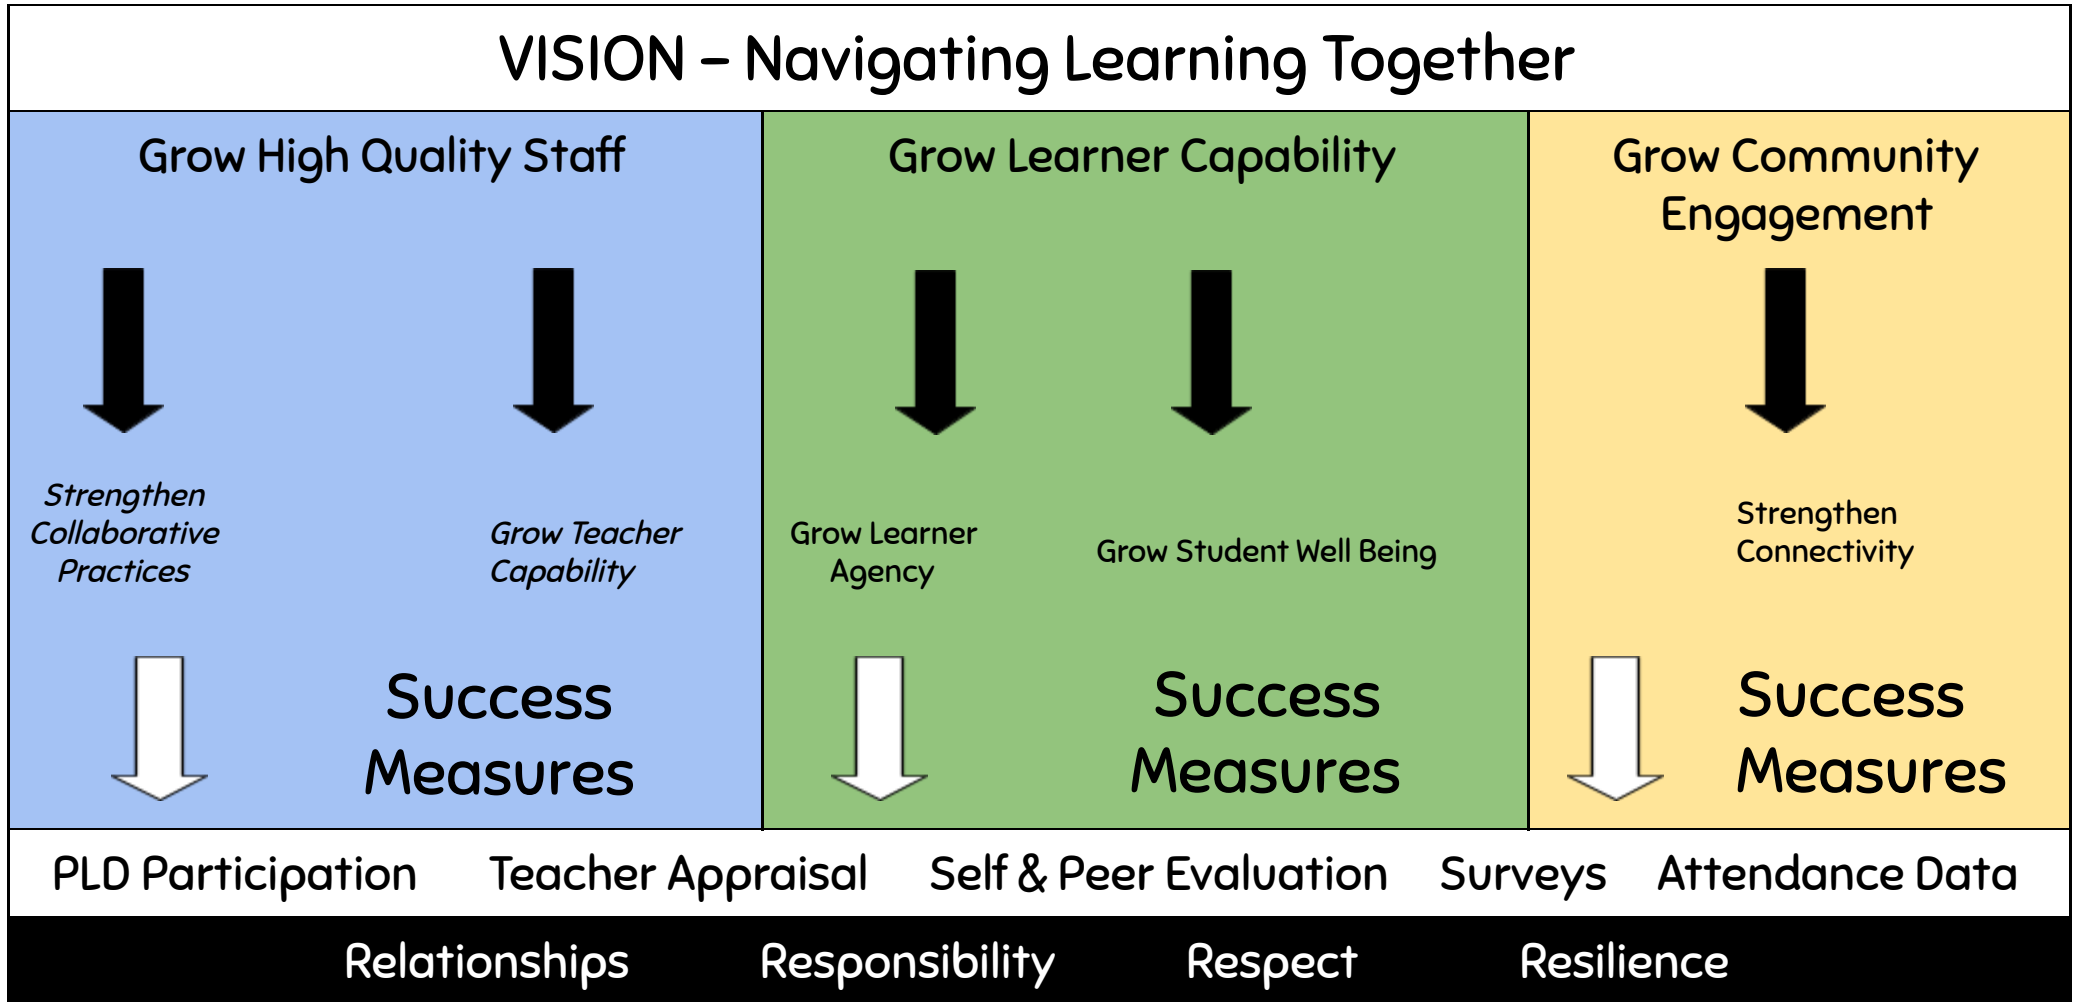 VISION – Navigating Learning Together
Grow High Quality Staff
Strengthen
Collaborative
Practices
Grow Teacher
Capability
Success
Measures
Grow Learner Capability
Grow Learner
Agency
Grow Student Well Being
Success
Measures
Grow Community
Engagement
Strengthen
Connectivity
Success
Measures
PLD Participation Teacher Appraisal Self & Peer Evaluation Surveys Attendance Data
Relationships Responsibility Respect Resilience